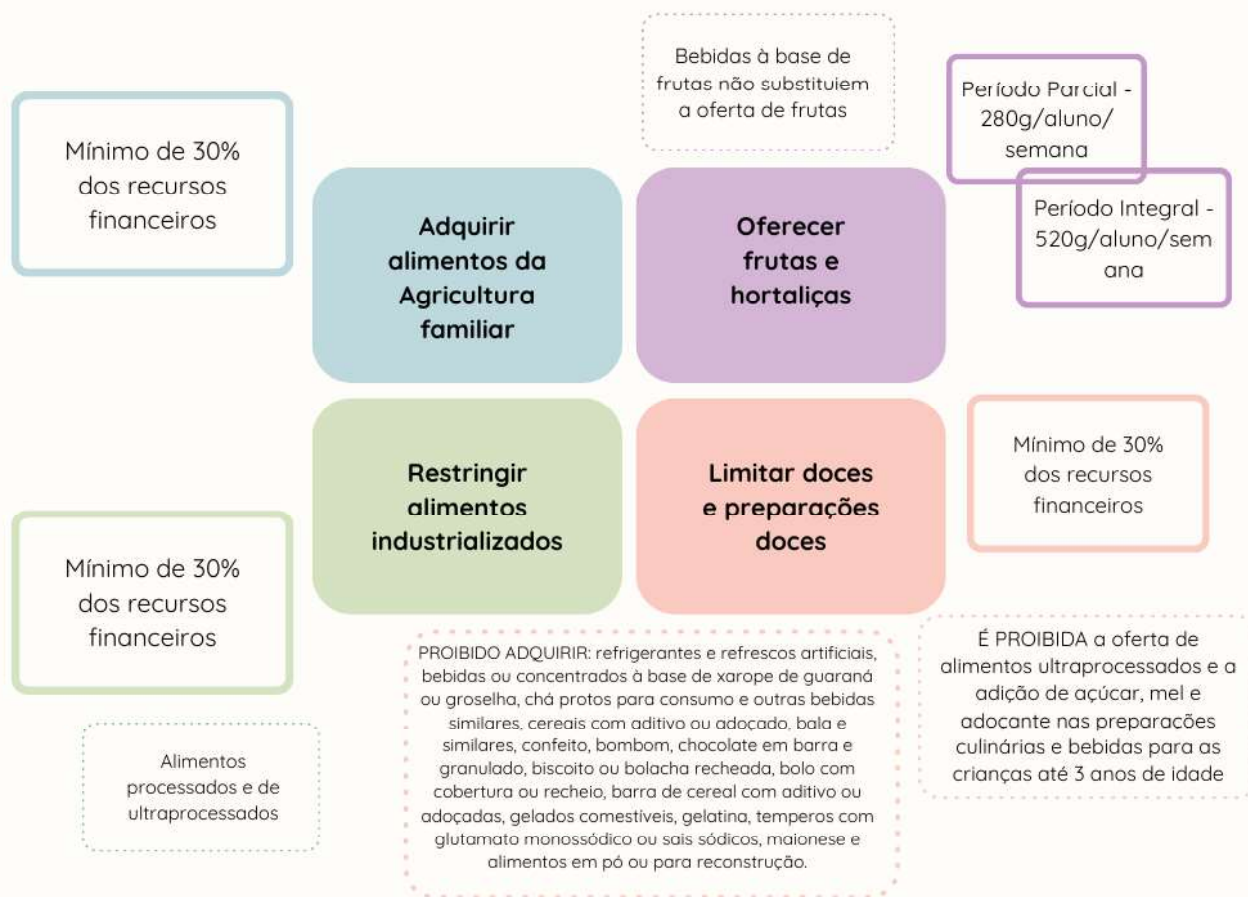 Bebidas à base de
frutas não substituiem
a oferta de frutas
Período Parcial -
280g/aluno/
semana
Período Integral -
520g/aluno/sem
ana
Mínimo de 30%
dos recursos
financeiros
Adquirir
alimentos da
Agricultura
familiar
Oferecer
frutas e
hortaliças
Restringir
alimentos
industrializados
Limitar doces
e preparações
doces
Mínimo de 30%
dos recursos
financeiros
Mínimo de 30%
dos recursos
financeiros
Alimentos
processados e de
ultraprocessados
PROIBIDO ADQUIRIR: refrigerantes e refrescos artificiais,
bebidas ou concentrados à base de xarope de guaraná
ou groselha, chá protos para consumo e outras bebidas
similares, cereais com aditivo ou adoçado, bala e
similares, confeito, bombom, chocolate em barra e
granulado, biscoito ou bolacha recheada, bolo com
cobertura ou recheio, barra de cereal com aditivo ou
adoçadas, gelados comestíveis, gelatina, temperos com
glutamato monossódico ou sais sódicos, maionese e
alimentos em pó ou para reconstrução.
É PROIBIDA a oferta de
alimentos ultraprocessados e a
adição de açúcar, mel e
adocante nas preparações
culinárias e bebidas para as
crianças até 3 anos de idade